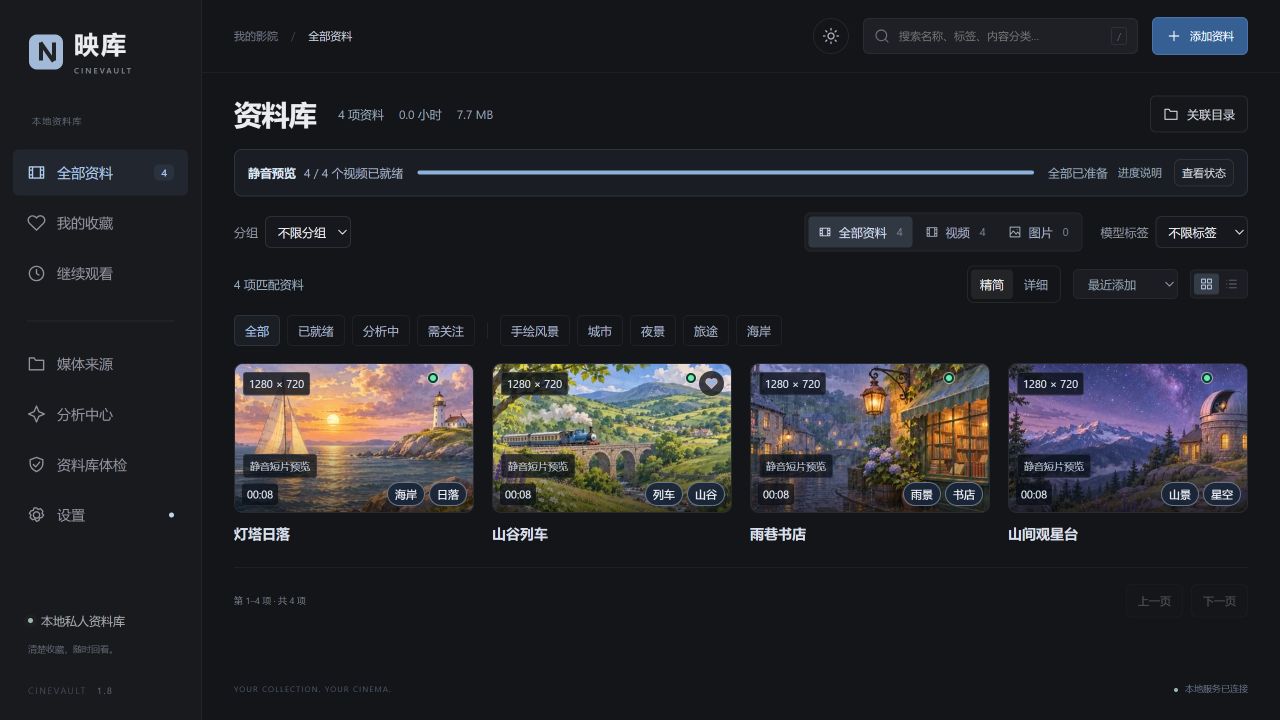 N 映库
CINEVAULT
本地资料库
全部资料 4
我的收藏
继续观看
媒体来源
分析中心
资料库体检
设置
本地私人资料库
清楚收藏，随时回看。
CINEVAULT 1.8
我的影院 / 全部资料
搜索名称、标签、内容分类... /
+ 添加资料
资料库 4 项资料 0.0 小时 7.7 MB
关联目录
静音预览 4 / 4 个视频已就绪 全部已准备 进度说明 查看状态
分组 不限分组 全部资料 4 视频 4 图片 0 模型标签 不限标签
4 项匹配资料 精简 详细 最近添加
全部 已就绪 分析中 需关注 手绘风景 城市 夜景 旅途 海岸
1280 × 720
静音短片预览
00:08 海岸 日落
灯塔日落
1280 × 720
静音短片预览
00:08 列车 山谷
山谷列车
1280 × 720
静音短片预览
00:08 雨景 书店
雨巷书店
1280 × 720
静音短片预览
00:08 山景 星空
山间观星台
第 1–4 项 · 共 4 项 上一页 下一页
YOUR COLLECTION. YOUR CINEMA. 本地服务已连接